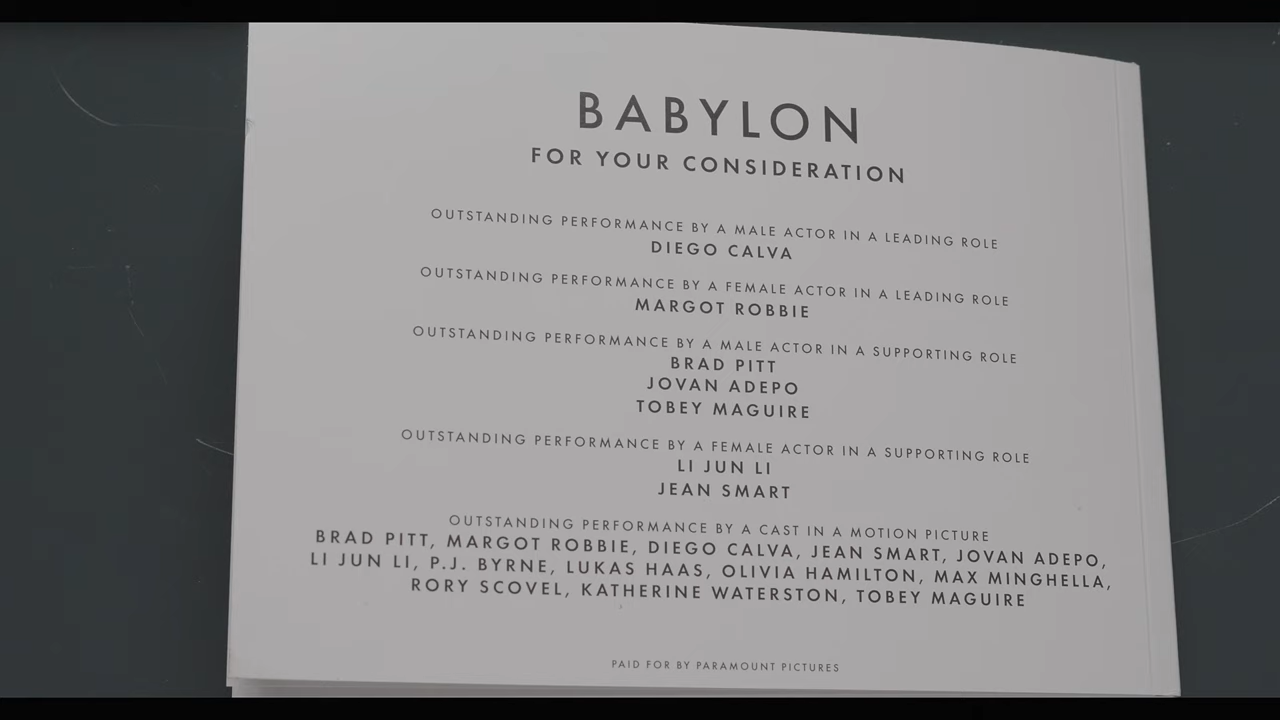 BABYLON
FOR YOUR CONSIDERATION
OUTSTANDING PERFORMANCE BY A MALE ACTOR IN A LEADING ROLE
DIEGO CALVA
OUTSTANDING PERFORMANCE BY A FEMALE ACTOR IN A LEADING ROLE
MARGOT ROBBIE
OUTSTANDING PERFORMANCE BY A MALE ACTOR IN A SUPPORTING ROLE
BRAD PITT
JOVAN ADEPO
TOBEY MAGUIRE
OUTSTANDING PERFORMANCE BY A FEMALE ACTOR IN A SUPPORTING ROLE
LI JUN LI
JEAN SMART
OUTSTANDING PERFORMANCE BY A CAST IN A MOTION PICTURE
BRAD PITT, MARGOT ROBBIE, DIEGO CALVA, JEAN SMART, JOVAN ADEPO,
LI JUN LI, P.J. BYRNE, LUKAS HAAS, OLIVIA HAMILTON, MAX MINGHELLA,
RORY SCOVEL, KATHERINE WATERSTON, TOBEY MAGUIRE
PAID FOR BY PARAMOUNT PICTURES